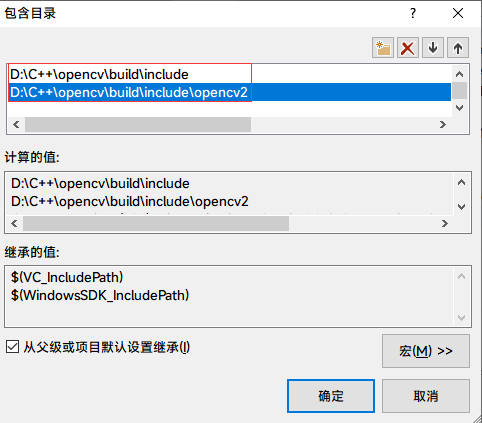 包含目录
?
D:\C++\opencv\build\include
D:\C++\opencv\build\include\opencv2
计算的值:
D:\C++\opencv\build\include
D:\C++\opencv\build\include\opencv2
继承的值:
$(VC_IncludePath)
$(WindowsSDK_IncludePath)
从父级或项目默认设置继承(I)
宏(M) >>
确定
取消